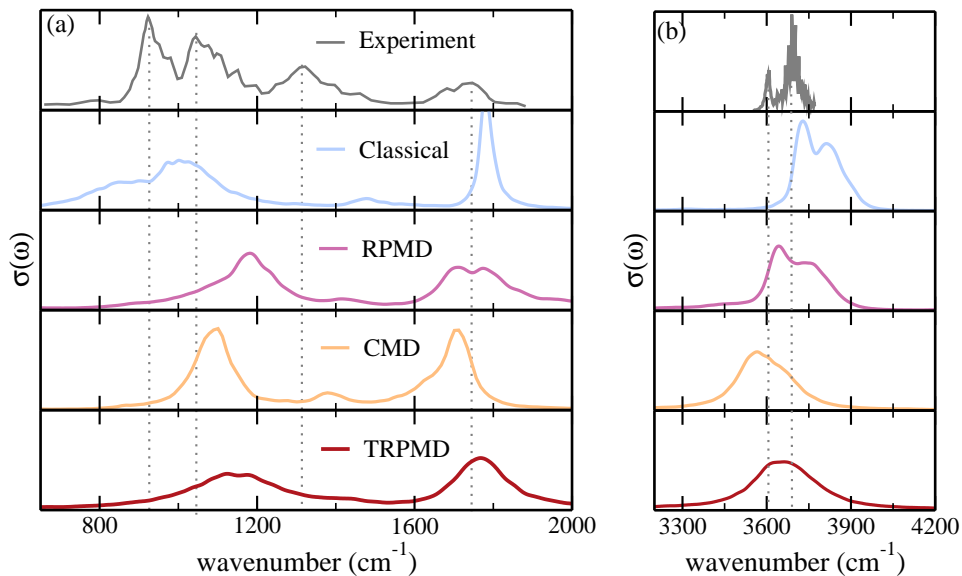 (a)
Experiment
Classical
RPMD
CMD
TRPMD
σ(ω)
800 1200 1600 2000
wavenumber (cm⁻¹)
(b)
σ(ω)
3300 3600 3900 4200
wavenumber (cm⁻¹)